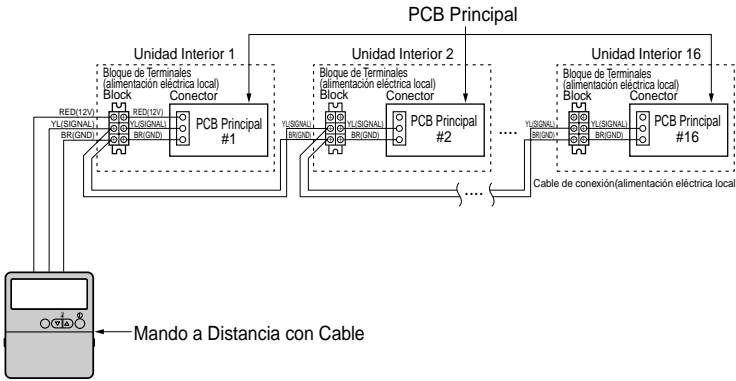 PCB Principal
Unidad Interior 1
Bloque de Terminales
(alimentación eléctrica local)
Block
Conector
RED(12V)
YL(SIGNAL)
BR(GND)
RED(12V)
YL(SIGNAL)
BR(GND)
PCB Principal
#1
Unidad Interior 2
Bloque de Terminales
(alimentación eléctrica local)
Block
Conector
YL(SIGNAL)
BR(GND)
YL(SIGNAL)
BR(GND)
PCB Principal
#2
....
Unidad Interior 16
Bloque de Terminales
(alimentación eléctrica local)
Block
Conector
YL(SIGNAL)
BR(GND)
YL(SIGNAL)
BR(GND)
PCB Principal
#16
....
Cable de conexión(alimentación eléctrica local
Mando a Distancia con Cable